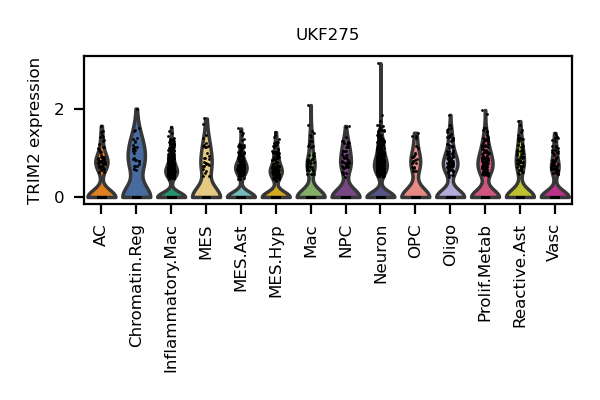 UKF275
TRIM2 expression
2
0
AC
Chromatin.Reg
Inflammatory.Mac
MES
MES.Ast
MES.Hyp
Mac
NPC
Neuron
OPC
Oligo
Prolif.Metab
Reactive.Ast
Vasc